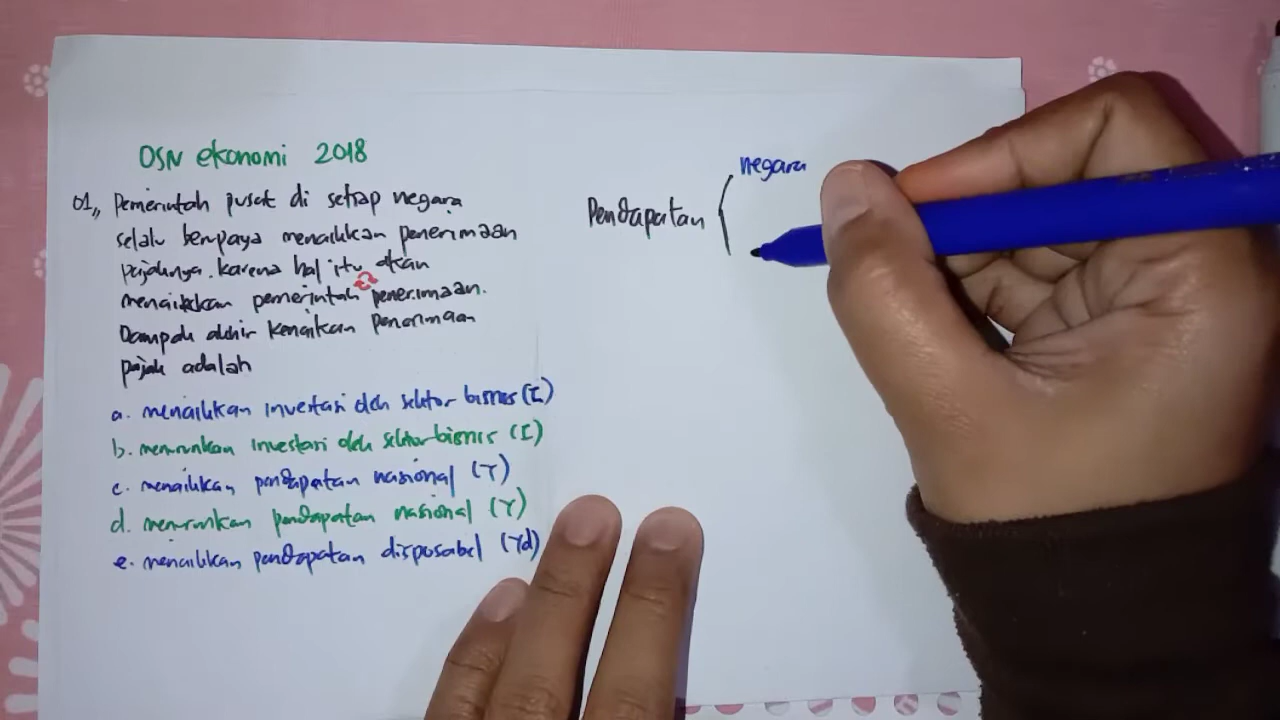 OSN ekonomi 2018
01,, Pemerintah pusat di setiap negara
selalu berupaya menaikkan penerimaan
pajaknya. karena hal itu akan
menaikkan pemerintah penerimaan.
Dampak akhir kenaikan penerimaan
pajak adalah
a. menaikkan investasi oleh sektor bisnis (I)
b. menurunkan investasi oleh sektor bisnis (I)
c. menaikkan pendapatan nasional (Y)
d. menurunkan pendapatan nasional (Y)
e. menaikkan pendapatan disposabel (Yd)
negara
Pendapatan